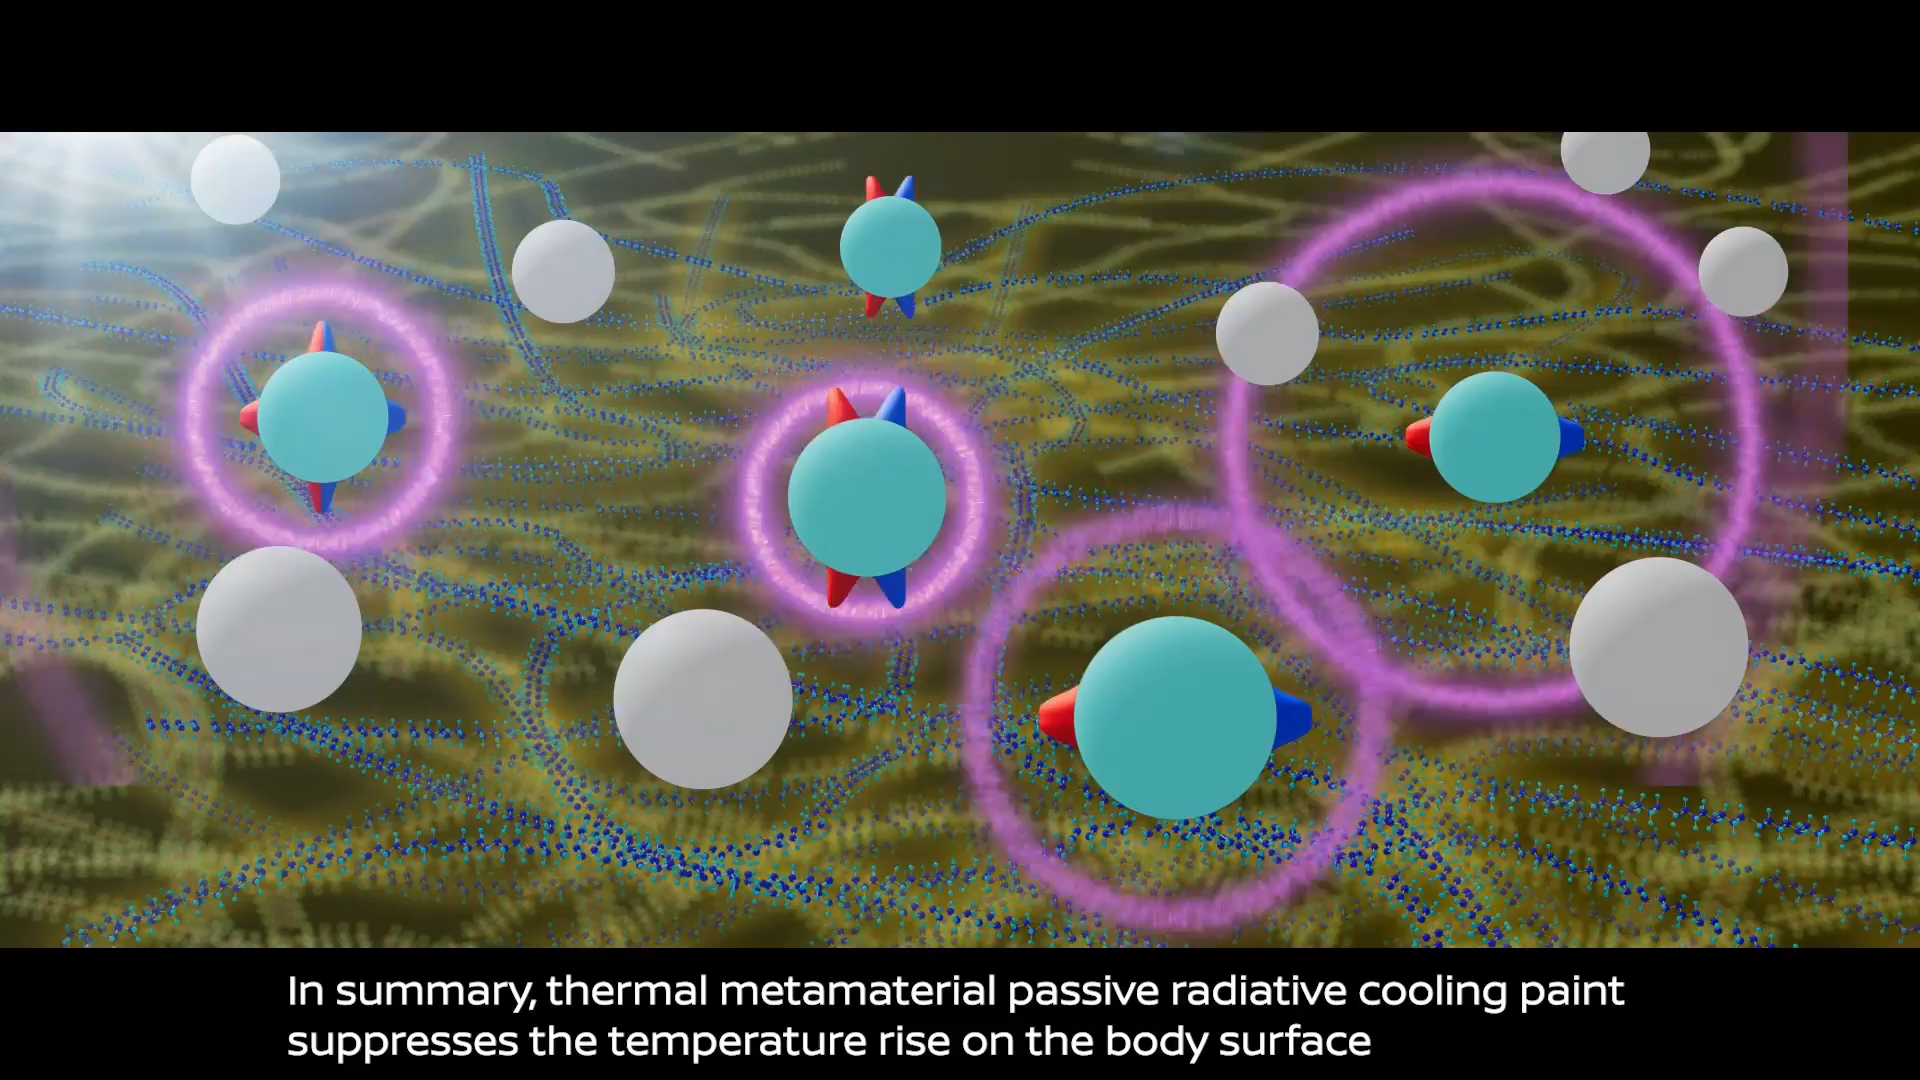 In summary, thermal metamaterial passive radiative cooling paint
suppresses the temperature rise on the body surface